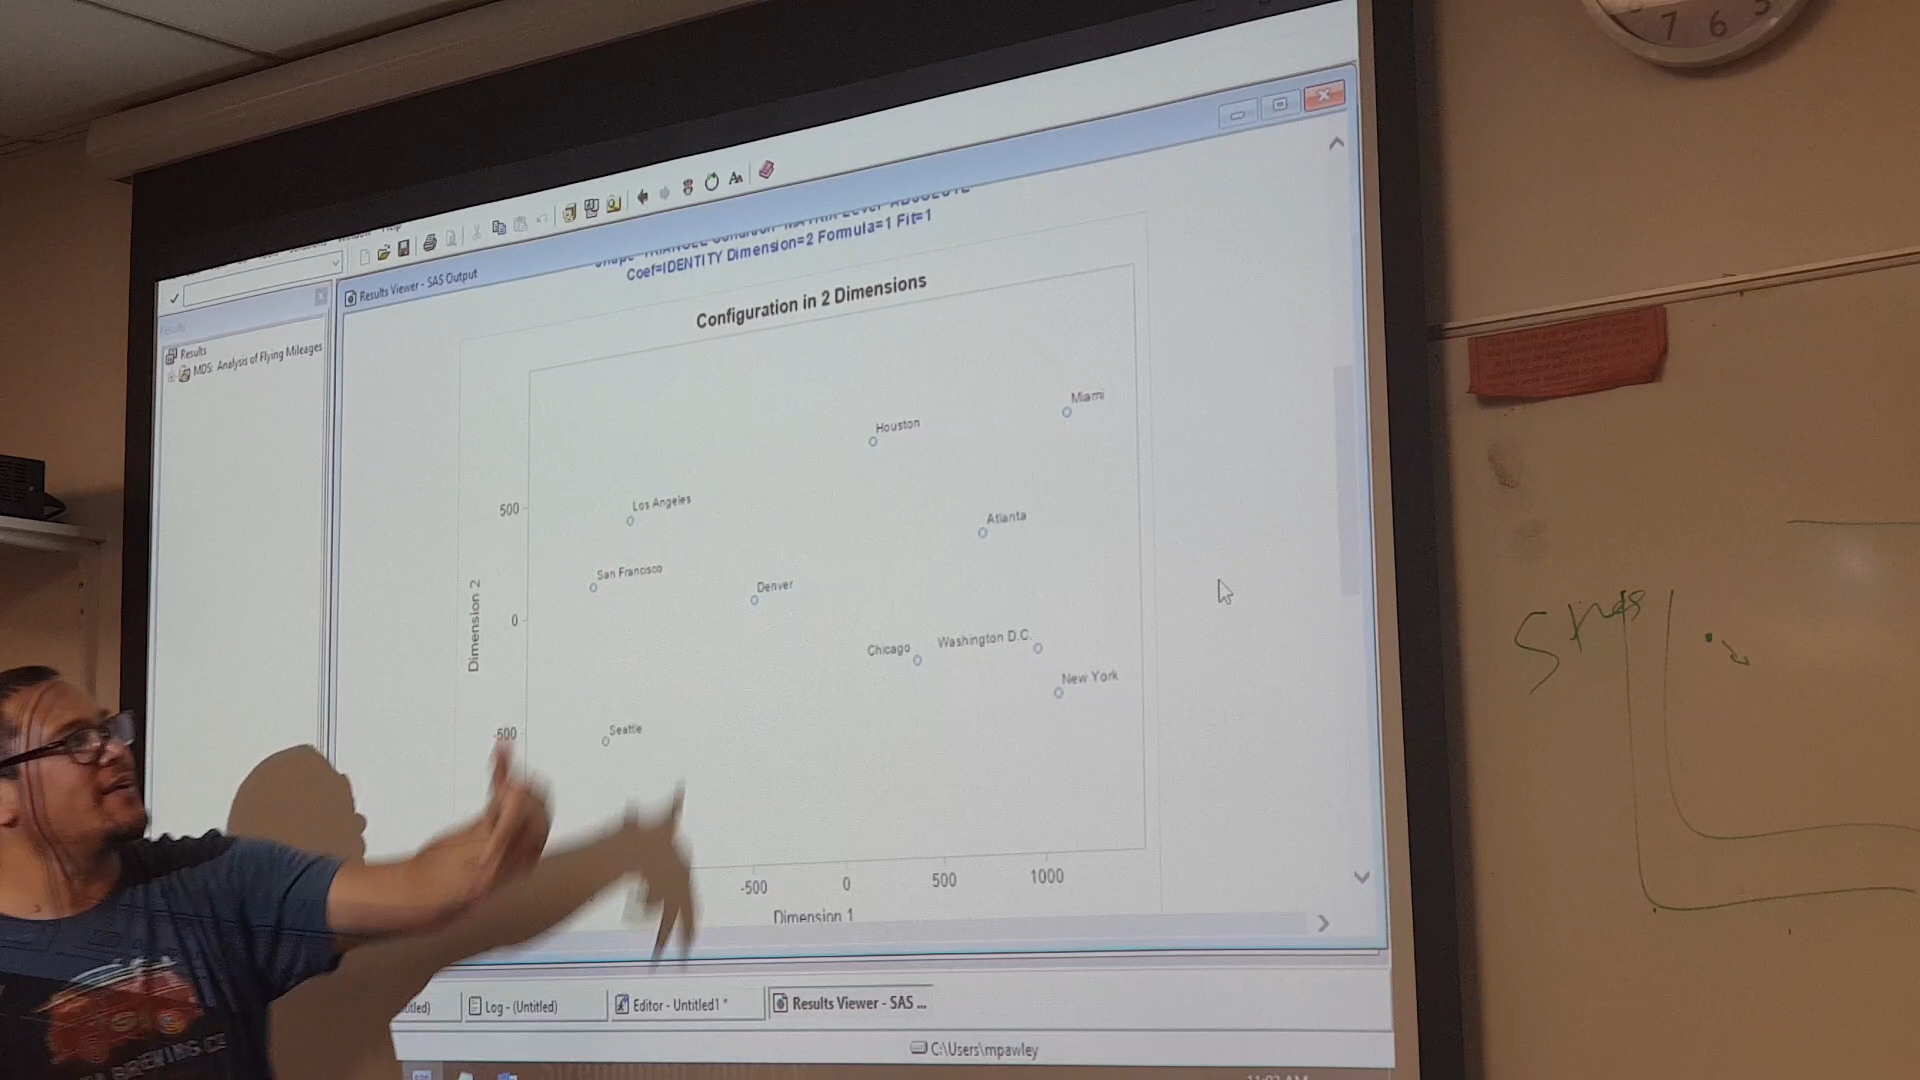 7 6 5
Coef=IDENTITY Dimension=2 Formula=1 Fit=1
Results Viewer - SAS Output
Configuration in 2 Dimensions
Results
MDS: Analysis of Flying Mileages
Miami
Houston
Los Angeles
500
Atlanta
San Francisco
Denver
Dimension 2
0
Chicago
Washington D.C.
New York
Seattle
-500
-500 0 500 1000
Dimension 1
Log - (Untitled)
Editor - Untitled1 *
Results Viewer - SAS ...
C:\Users\mpawley
BREWING CO